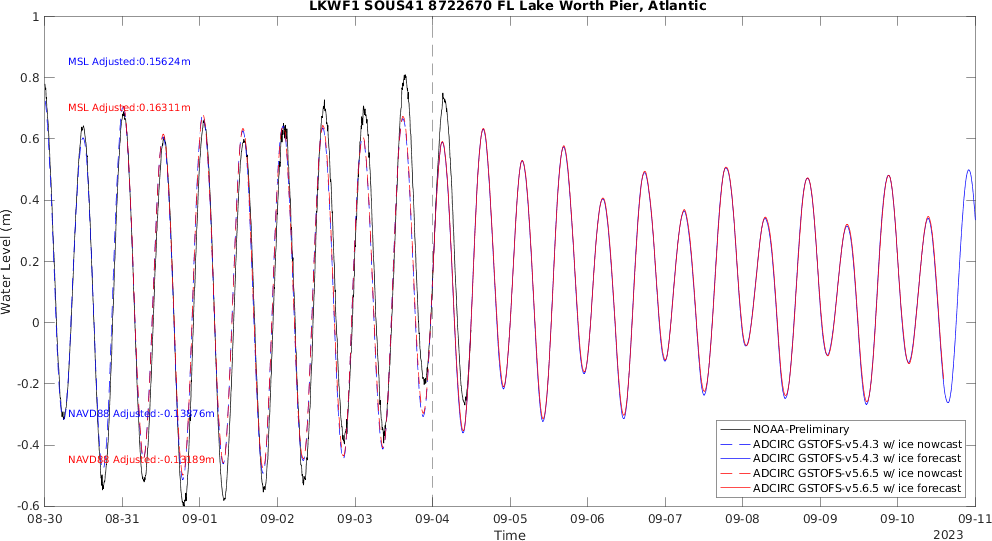 LKWF1 SOUS41 8722670 FL Lake Worth Pier, Atlantic
1
0.8
0.6
0.4
0.2
0
-0.2
-0.4
-0.6
Water Level (m)
MSL Adjusted:0.15624m
MSL Adjusted:0.16311m
NAVD88 Adjusted:-0.13876m
NAVD88 Adjusted:-0.13189m
NOAA-Preliminary
ADCIRC GSTOFS-v5.4.3 w/ ice nowcast
ADCIRC GSTOFS-v5.4.3 w/ ice forecast
ADCIRC GSTOFS-v5.6.5 w/ ice nowcast
ADCIRC GSTOFS-v5.6.5 w/ ice forecast
08-30 08-31 09-01 09-02 09-03 09-04 09-05 09-06 09-07 09-08 09-09 09-10 09-11
Time
2023